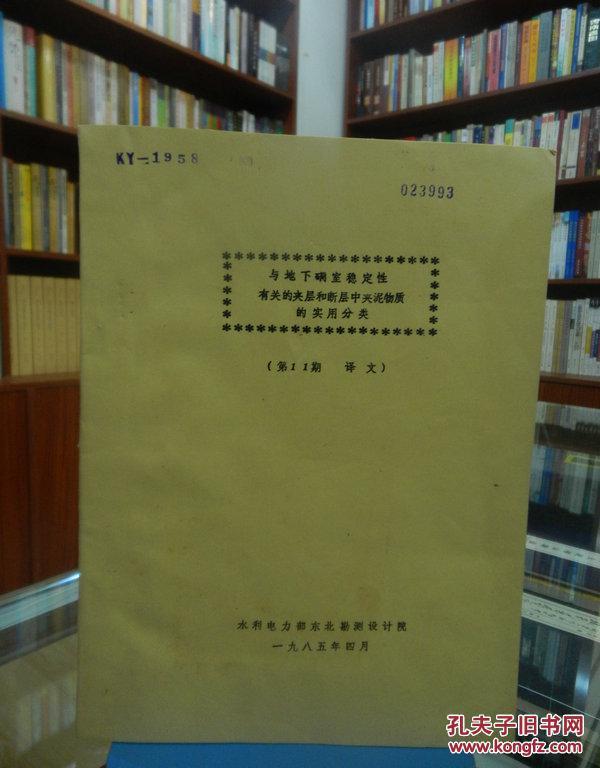 KY-1958
023993
与地下硐室稳定性
有关的夹层和断层中夹泥物质
的实用分类
(第11期 译文)
水利电力部东北勘测设计院
一九八五年四月
孔夫子旧书网
www.kongfz.com